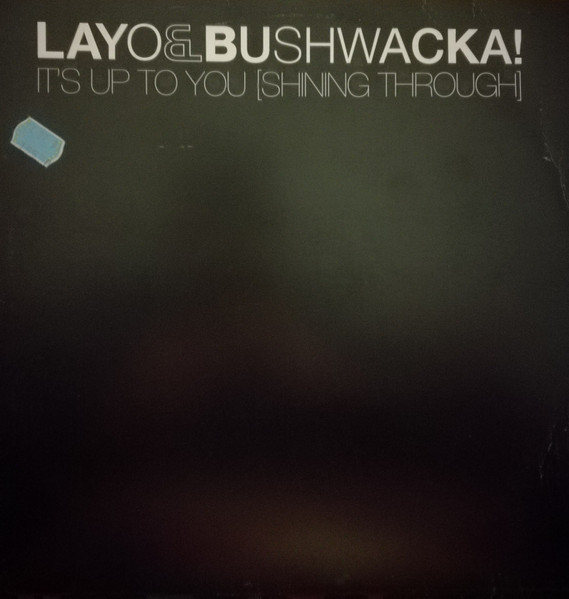 LAYO&BUSHWACKA!
IT'S UP TO YOU [SHINING THROUGH]